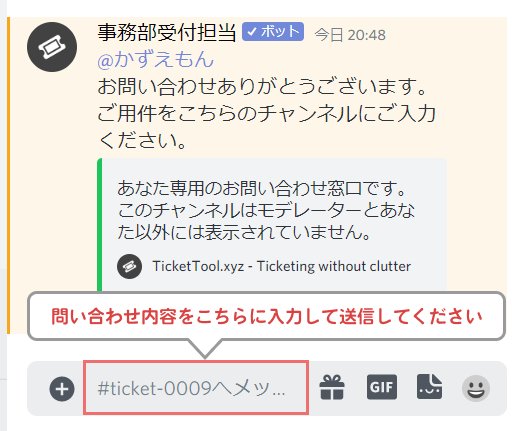 事務部受付担当 ✓ボット 今日 20:48
@かずえもん
お問い合わせありがとうございます。
ご用件をこちらのチャンネルにご入力
ください。
あなた専用のお問い合わせ窓口です。
このチャンネルはモデレーターとあな
た以外には表示されていません。
TicketTool.xyz - Ticketing without clutter
問い合わせ内容をこちらに入力して送信してください
#ticket-0009へメッ... GIF